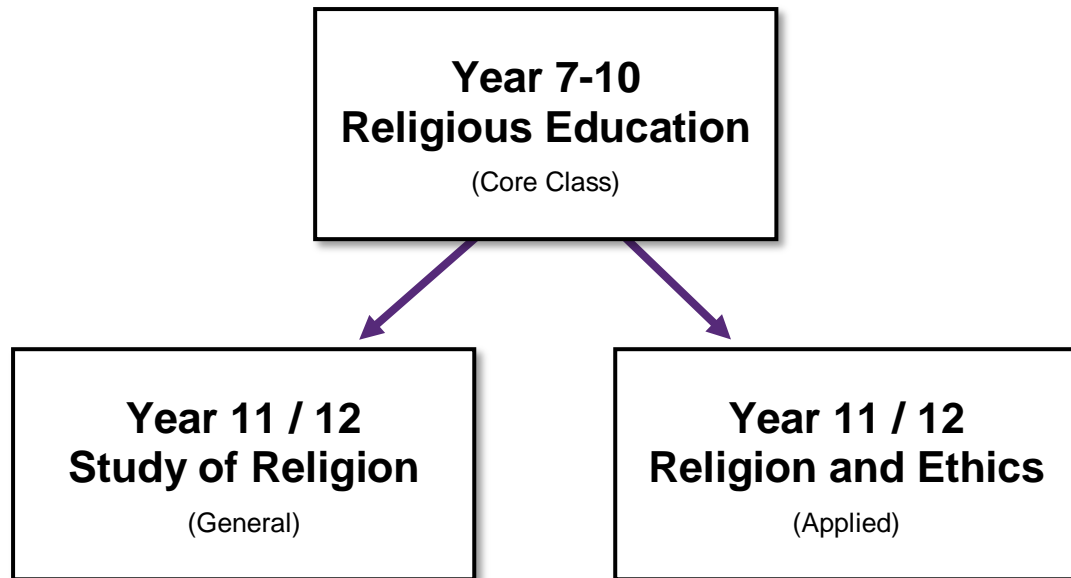 Year 7-10
Religious Education
(Core Class)
Year 11 / 12
Study of Religion
(General)
Year 11 / 12
Religion and Ethics
(Applied)